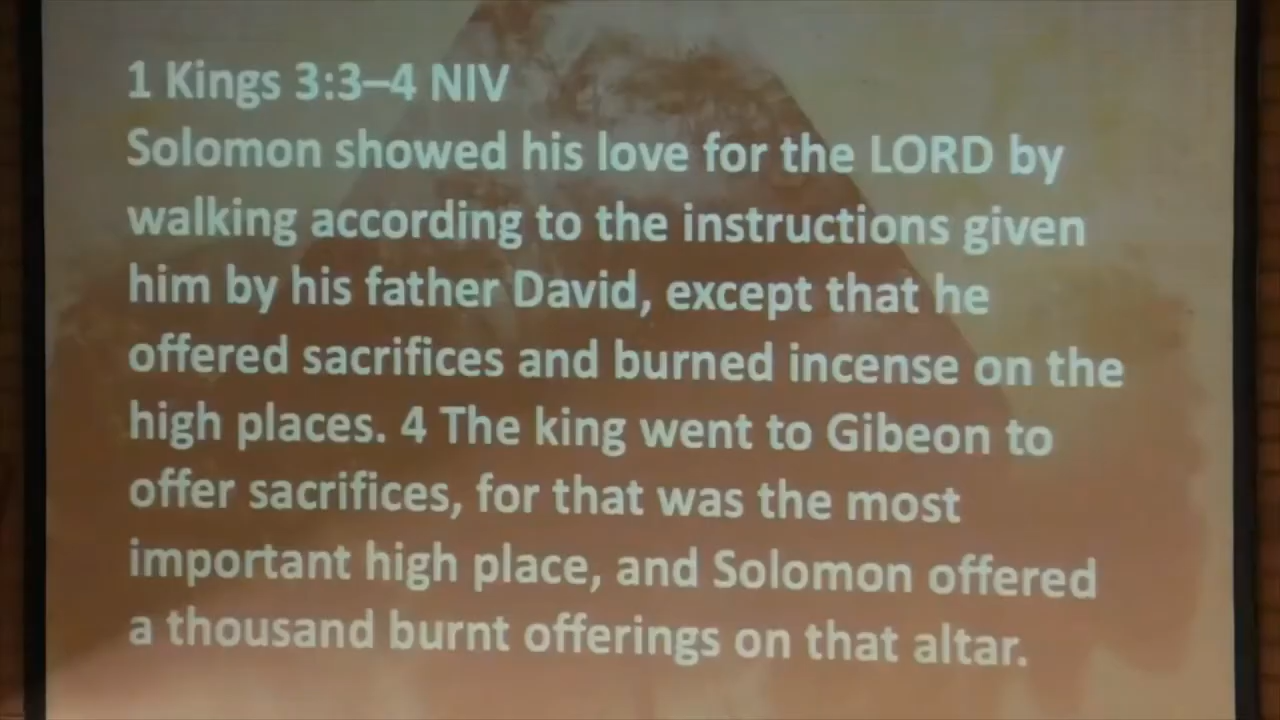 1 Kings 3:3–4 NIV
Solomon showed his love for the LORD by
walking according to the instructions given
him by his father David, except that he
offered sacrifices and burned incense on the
high places. 4 The king went to Gibeon to
offer sacrifices, for that was the most
important high place, and Solomon offered
a thousand burnt offerings on that altar.